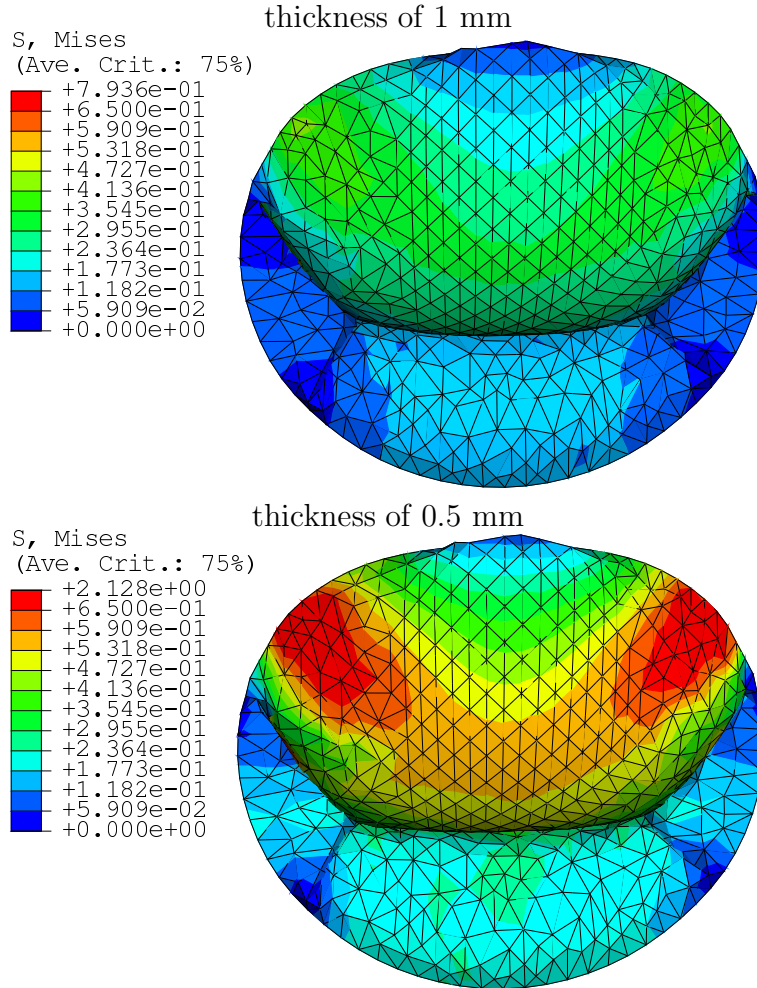 thickness of 1 mm
S, Mises
(Ave. Crit.: 75%)
+7.936e-01
+6.500e-01
+5.909e-01
+5.318e-01
+4.727e-01
+4.136e-01
+3.545e-01
+2.955e-01
+2.364e-01
+1.773e-01
+1.182e-01
+5.909e-02
+0.000e+00
thickness of 0.5 mm
S, Mises
(Ave. Crit.: 75%)
+2.128e+00
+6.500e-01
+5.909e-01
+5.318e-01
+4.727e-01
+4.136e-01
+3.545e-01
+2.955e-01
+2.364e-01
+1.773e-01
+1.182e-01
+5.909e-02
+0.000e+00